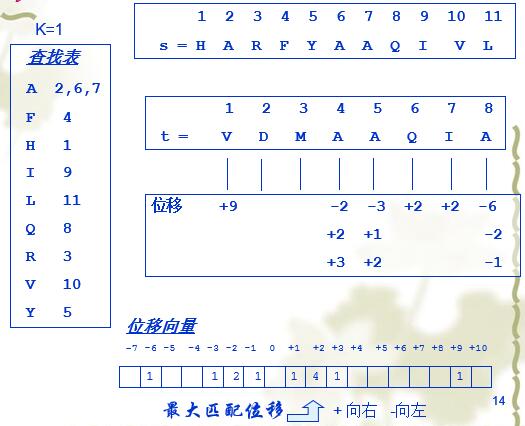 K=1
查找表
A 2,6,7
F 4
H 1
I 9
L 11
Q 8
R 3
V 10
Y 5
1 2 3 4 5 6 7 8 9 10 11
s = H A R F Y A A Q I V L
1 2 3 4 5 6 7 8
t = V D M A A Q I A
位移 +9 -2 -3 +2 +2 -6
+2 +1 -2
+3 +2 -1
位移向量
-7 -6 -5 -4 -3 -2 -1 0 +1 +2 +3 +4 +5 +6 +7 +8 +9 +10
1 1 2 1 1 4 1 1
最大匹配位移 + 向右 -向左
14